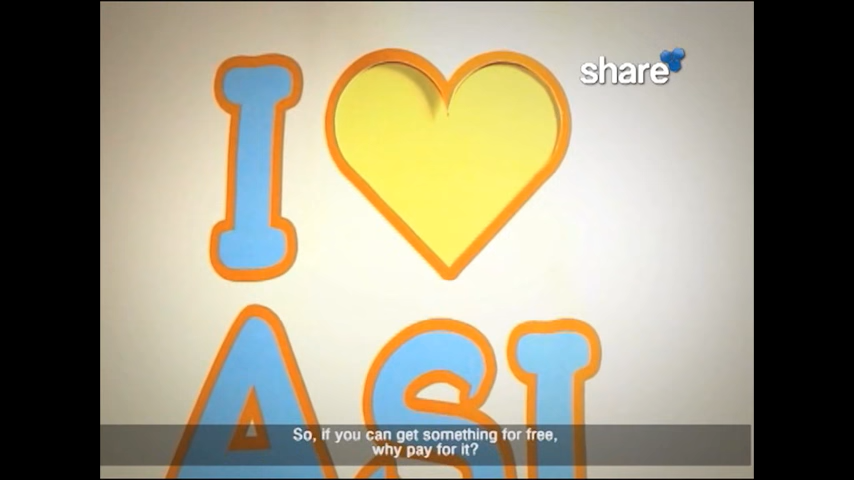 share
I
ASI
So, if you can get something for free,
why pay for it?